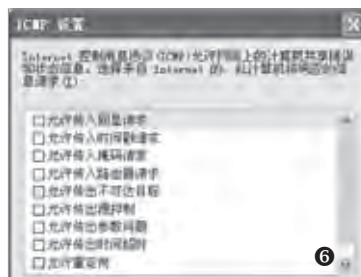 ICMP 设置
Internet 控制消息协议(ICMP)允许网络上的计算机共享错误
和状态信息。选择来自 Internet 的,此计算机将响应的信
息请求(I):
允许传入回显请求
允许传入时间戳请求
允许传入掩码请求
允许传入路由器请求
允许传出不可达目标
允许传出源抑制
允许传出参数问题
允许传出时间超时
允许重定向
❻